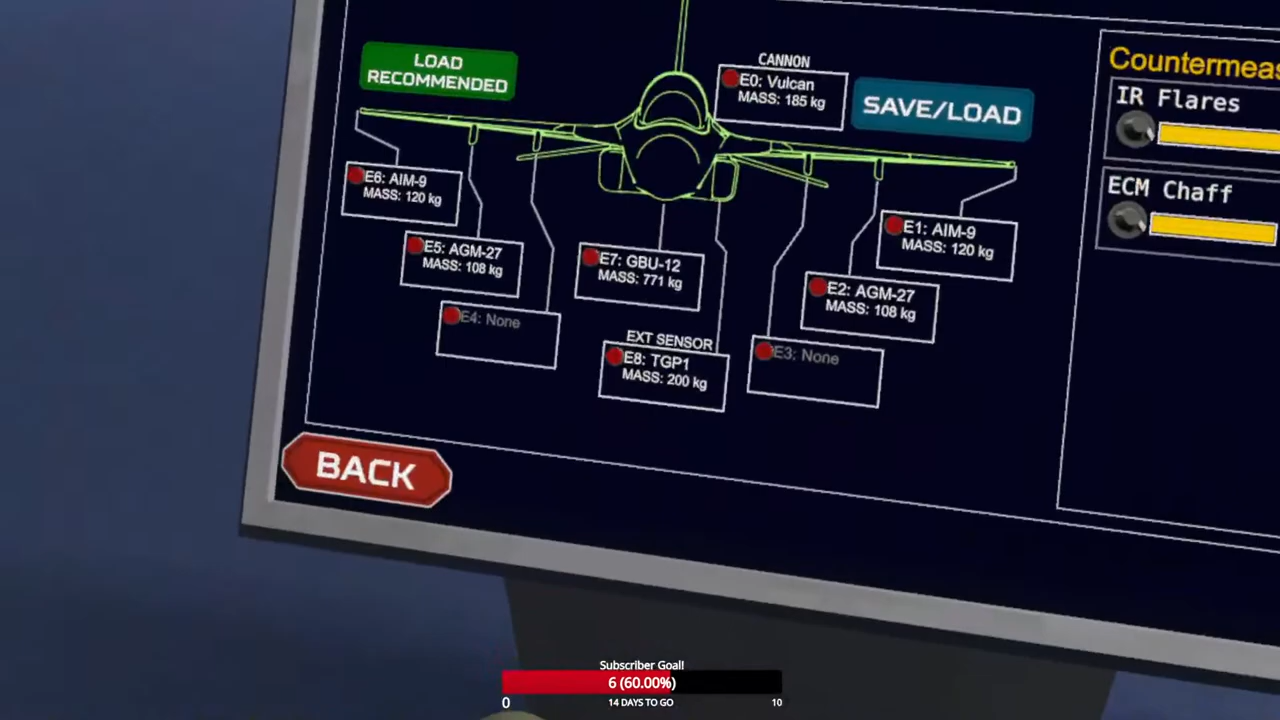 LOAD
RECOMMENDED
CANNON
E0: Vulcan
MASS: 185 kg
SAVE/LOAD
E6: AIM-9
MASS: 120 kg
E5: AGM-27
MASS: 108 kg
E4: None
E7: GBU-12
MASS: 771 kg
EXT SENSOR
E8: TGP1
MASS: 200 kg
E3: None
E2: AGM-27
MASS: 108 kg
E1: AIM-9
MASS: 120 kg
Countermeas
IR Flares
ECM Chaff
BACK
Subscriber Goal!
6 (60.00%)
0
14 DAYS TO GO
10